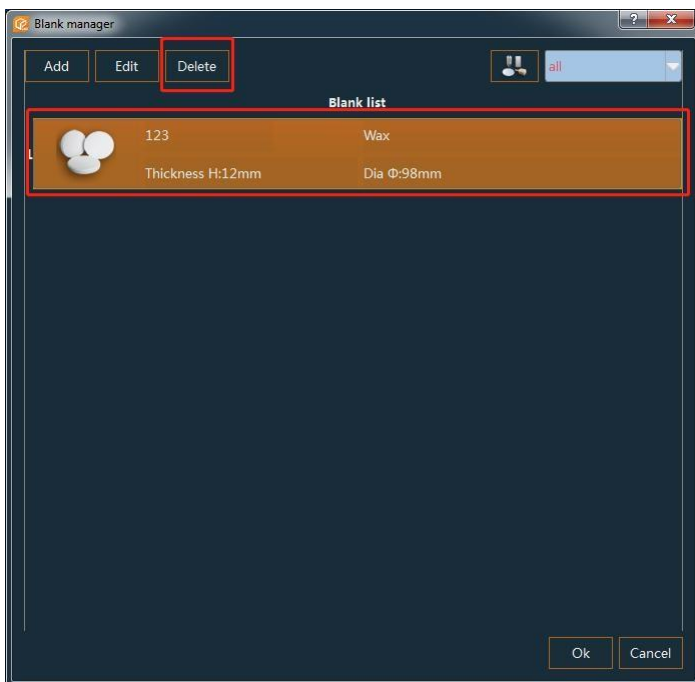 Blank manager
Add Edit Delete all
Blank list
123 Wax
Thickness H:12mm Dia Φ:98mm
Ok Cancel